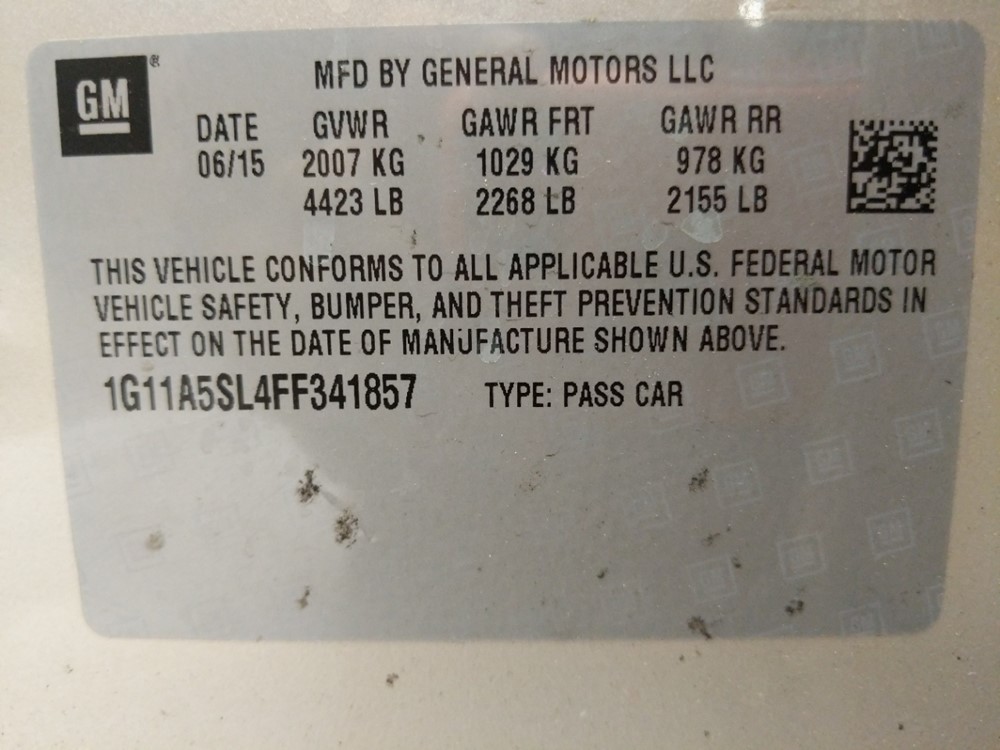 GM®
MFD BY GENERAL MOTORS LLC
DATE GVWR GAWR FRT GAWR RR
06/15 2007 KG 1029 KG 978 KG
4423 LB 2268 LB 2155 LB
THIS VEHICLE CONFORMS TO ALL APPLICABLE U.S. FEDERAL MOTOR
VEHICLE SAFETY, BUMPER, AND THEFT PREVENTION STANDARDS IN
EFFECT ON THE DATE OF MANUFACTURE SHOWN ABOVE.
1G11A5SL4FF341857 TYPE: PASS CAR